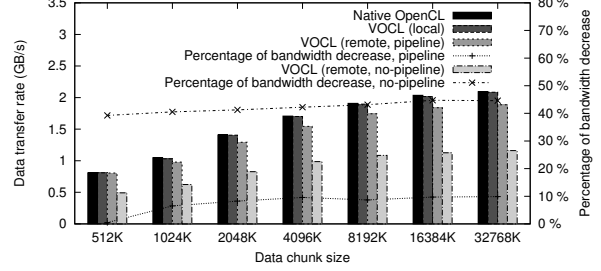 3.5
3
2.5
2
1.5
1
0.5
0
Data transfer rate (GB/s)
Native OpenCL
VOCL (local)
VOCL (remote, pipeline)
Percentage of bandwidth decrease, pipeline
VOCL (remote, no-pipeline)
Percentage of bandwidth decrease, no-pipeline
80 %
70 %
60 %
50 %
40 %
30 %
20 %
10 %
0 %
Percentage of bandwidth decrease
512K 1024K 2048K 4096K 8192K 16384K 32768K
Data chunk size